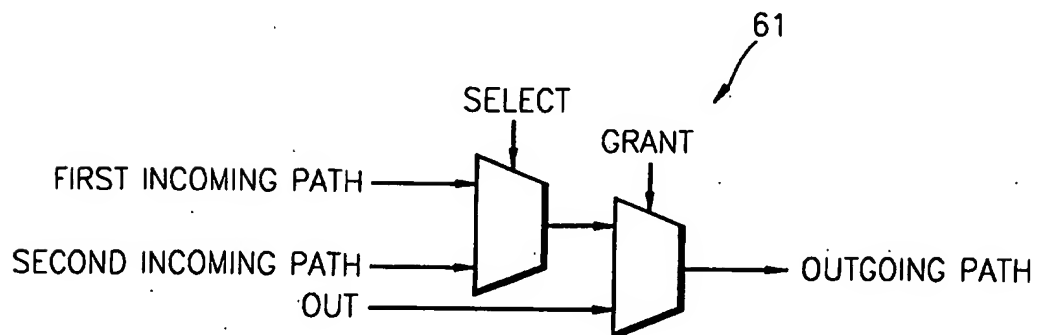 61
SELECT
GRANT
FIRST INCOMING PATH
SECOND INCOMING PATH
OUTGOING PATH
OUT